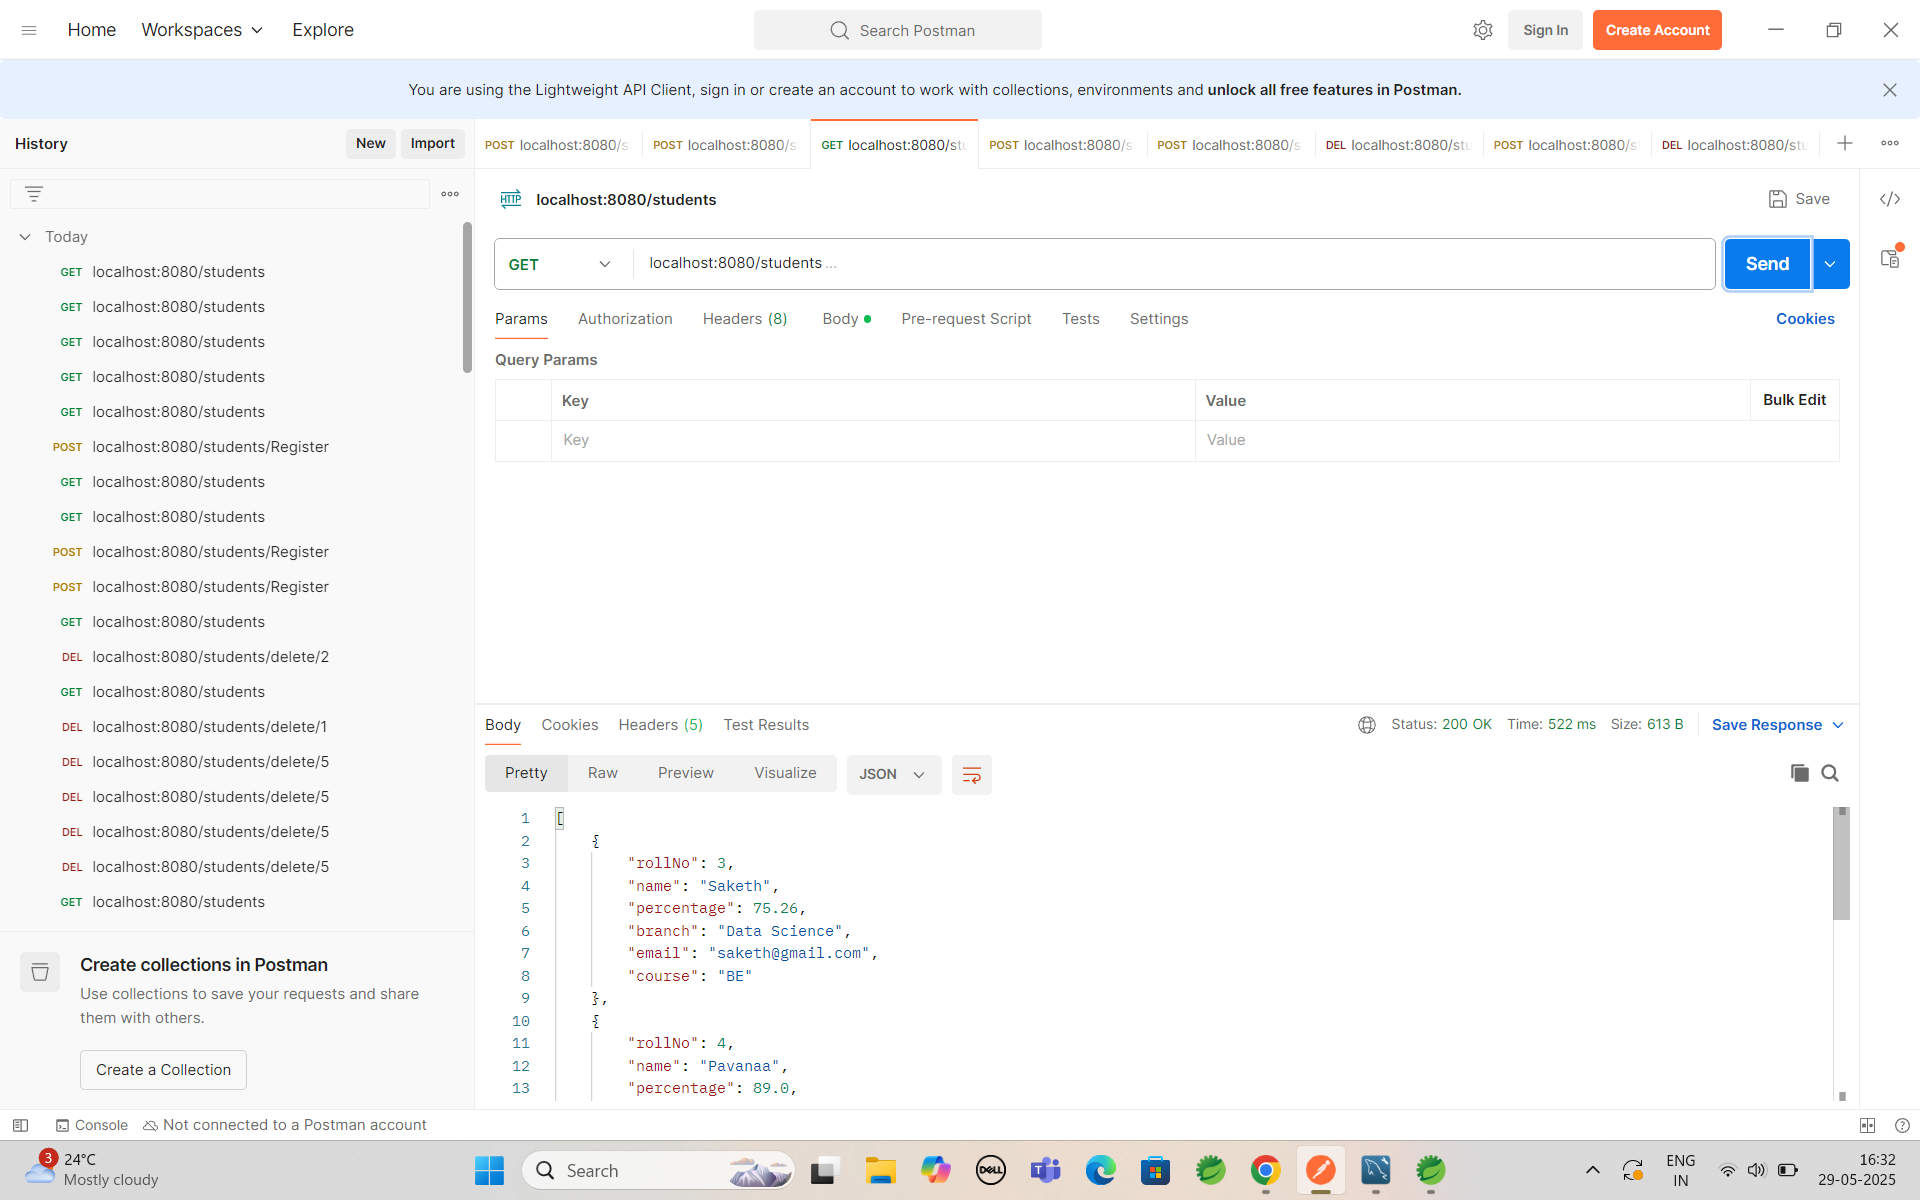 Home Workspaces Explore Search Postman Sign In Create Account
You are using the Lightweight API Client, sign in or create an account to work with collections, environments and unlock all free features in Postman.
History New Import
POST localhost:8080/s POST localhost:8080/s GET localhost:8080/stu POST localhost:8080/s POST localhost:8080/s DEL localhost:8080/stu POST localhost:8080/s DEL localhost:8080/stu
HTTP localhost:8080/students Save
Today
GET localhost:8080/students
GET localhost:8080/students
GET localhost:8080/students
GET localhost:8080/students
GET localhost:8080/students
POST localhost:8080/students/Register
GET localhost:8080/students
GET localhost:8080/students
POST localhost:8080/students/Register
POST localhost:8080/students/Register
GET localhost:8080/students
DEL localhost:8080/students/delete/2
GET localhost:8080/students
DEL localhost:8080/students/delete/1
DEL localhost:8080/students/delete/5
DEL localhost:8080/students/delete/5
DEL localhost:8080/students/delete/5
DEL localhost:8080/students/delete/5
GET localhost:8080/students
Create collections in Postman
Use collections to save your requests and share
them with others.
Create a Collection
GET localhost:8080/students ... Send
Params Authorization Headers (8) Body Pre-request Script Tests Settings Cookies
Query Params
Key Value Bulk Edit
Key Value
Body Cookies Headers (5) Test Results Status: 200 OK Time: 522 ms Size: 613 B Save Response
Pretty Raw Preview Visualize JSON
1 [
2 {
3 "rollNo": 3,
4 "name": "Saketh",
5 "percentage": 75.26,
6 "branch": "Data Science",
7 "email": "saketh@gmail.com",
8 "course": "BE"
9 },
10 {
11 "rollNo": 4,
12 "name": "Pavanaa",
13 "percentage": 89.0,
Console Not connected to a Postman account
3 24°C
Mostly cloudy
Search
DELL
ENG
IN
16:32
29-05-2025